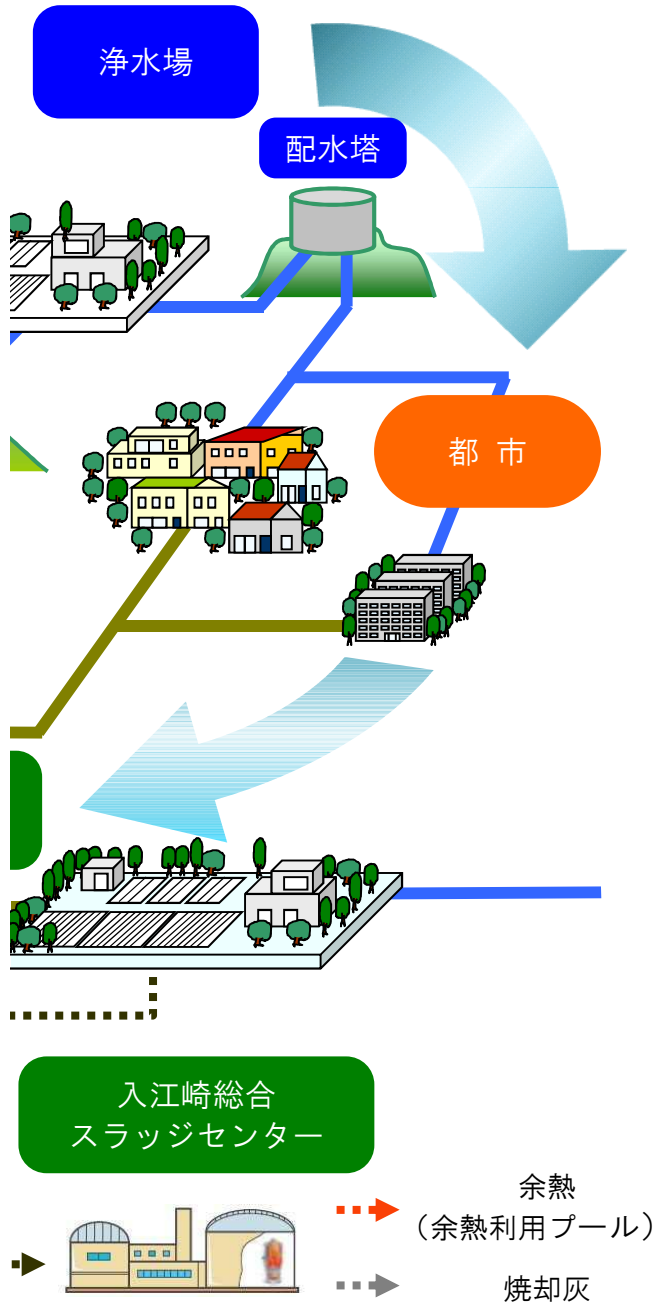 浄水場
配水塔
都 市
入江崎総合
スラッジセンター
余熱
（余熱利用プール）
焼却灰